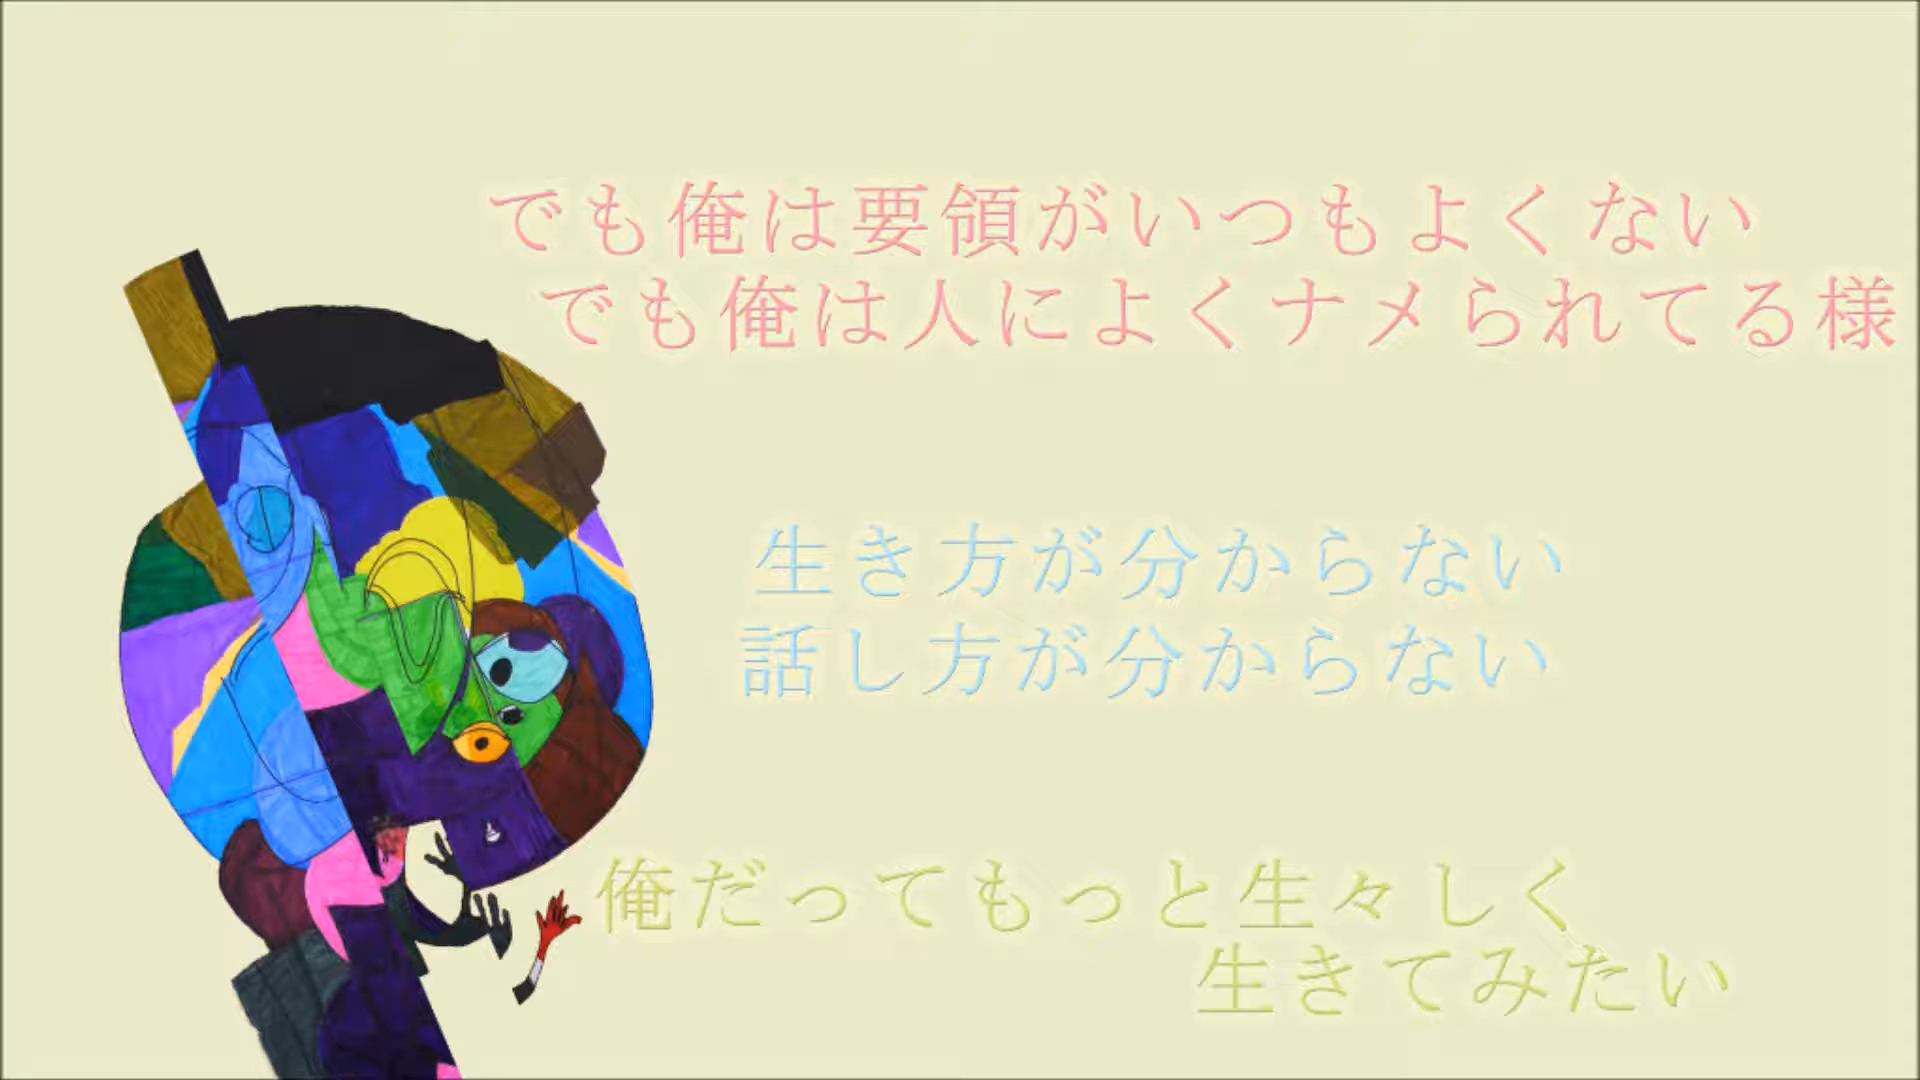 でも俺は要領がいつもよくない
でも俺は人によくナメられてる様
生き方が分からない
話し方が分からない
俺だってもっと生々しく
生きてみたい